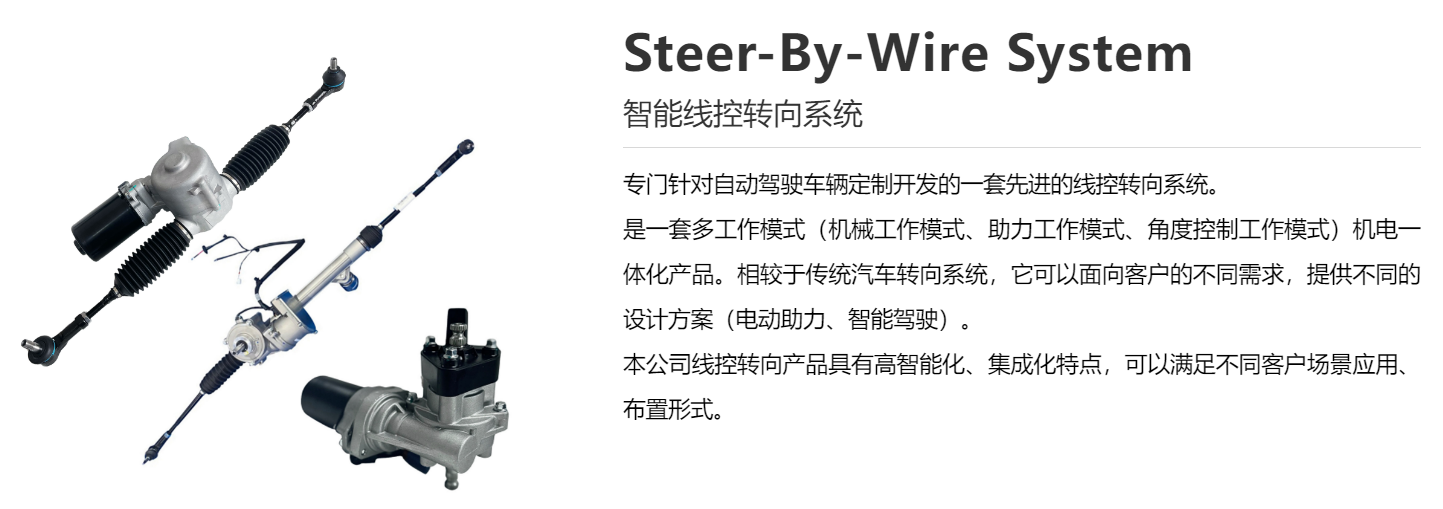 Steer-By-Wire System
智能线控转向系统
专门针对自动驾驶车辆定制开发的一套先进的线控转向系统。
是一套多工作模式（机械工作模式、助力工作模式、角度控制工作模式）机电一
体化产品。相较于传统汽车转向系统，它可以面向客户的不同需求，提供不同的
设计方案（电动助力、智能驾驶）。
本公司线控转向产品具有高智能化、集成化特点，可以满足不同客户场景应用、
布置形式。